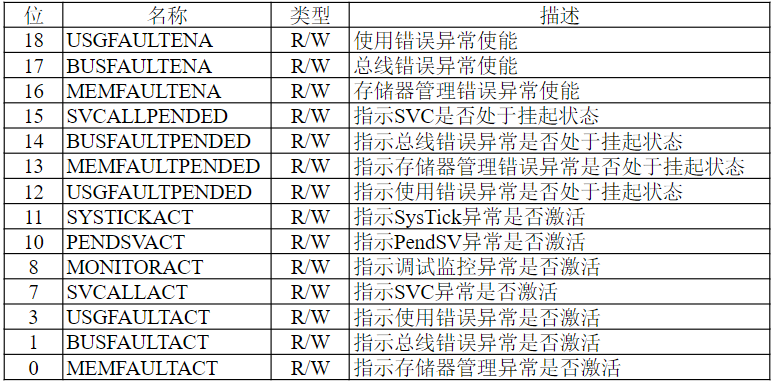 位 名称 类型 描述
18 USGFAULTENA R/W 使用错误异常使能
17 BUSFAULTENA R/W 总线错误异常使能
16 MEMFAULTENA R/W 存储器管理错误异常使能
15 SVCALLPENDED R/W 指示SVC是否处于挂起状态
14 BUSFAULTPENDED R/W 指示总线错误异常是否处于挂起状态
13 MEMFAULTPENDED R/W 指示存储器管理错误异常是否处于挂起状态
12 USGFAULTPENDED R/W 指示使用错误异常是否处于挂起状态
11 SYSTICKACT R/W 指示SysTick异常是否激活
10 PENDSVACT R/W 指示PendSV异常是否激活
8 MONITORACT R/W 指示调试监控异常是否激活
7 SVCALLACT R/W 指示SVC异常是否激活
3 USGFAULTACT R/W 指示使用错误异常是否激活
1 BUSFAULTACT R/W 指示总线错误异常是否激活
0 MEMFAULTACT R/W 指示存储器管理异常是否激活